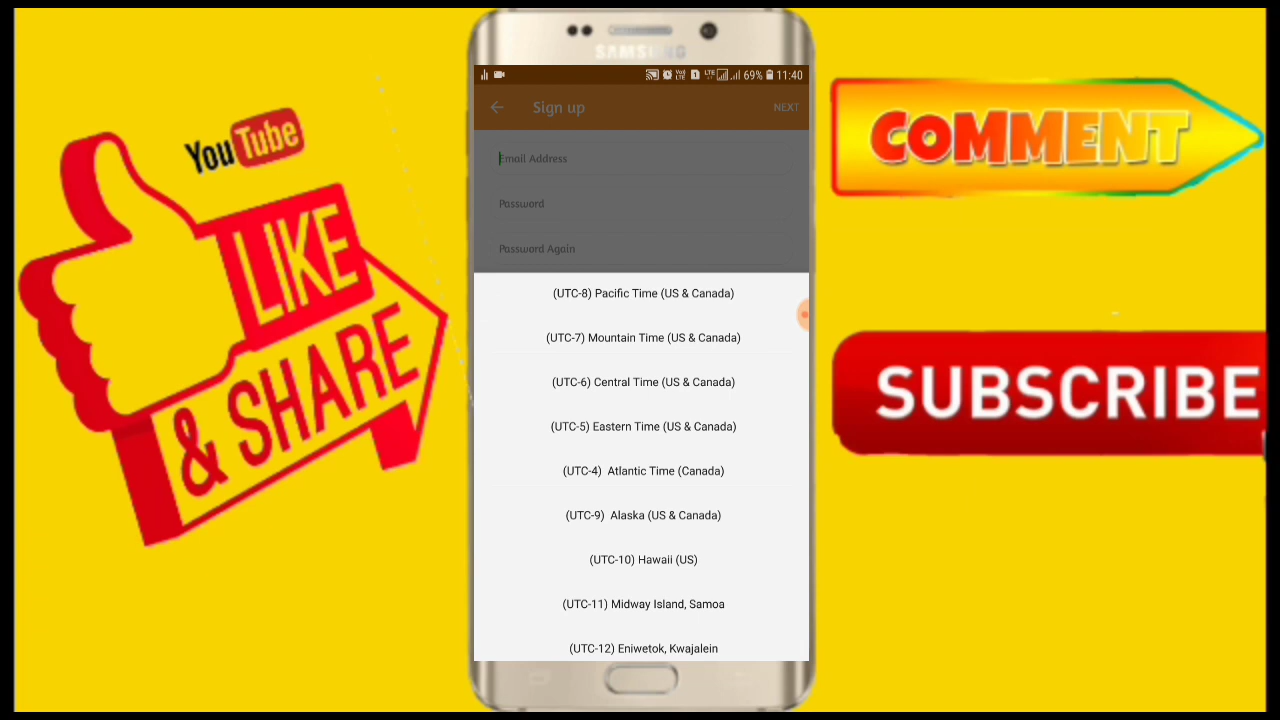 YouTube
LIKE
& SHARE
SAMSUNG
69% 11:40
Sign up
NEXT
Email Address
Password
Password Again
(UTC-8) Pacific Time (US & Canada)
(UTC-7) Mountain Time (US & Canada)
(UTC-6) Central Time (US & Canada)
(UTC-5) Eastern Time (US & Canada)
(UTC-4) Atlantic Time (Canada)
(UTC-9) Alaska (US & Canada)
(UTC-10) Hawaii (US)
(UTC-11) Midway Island, Samoa
(UTC-12) Eniwetok, Kwajalein
COMMENT
SUBSCRIBE